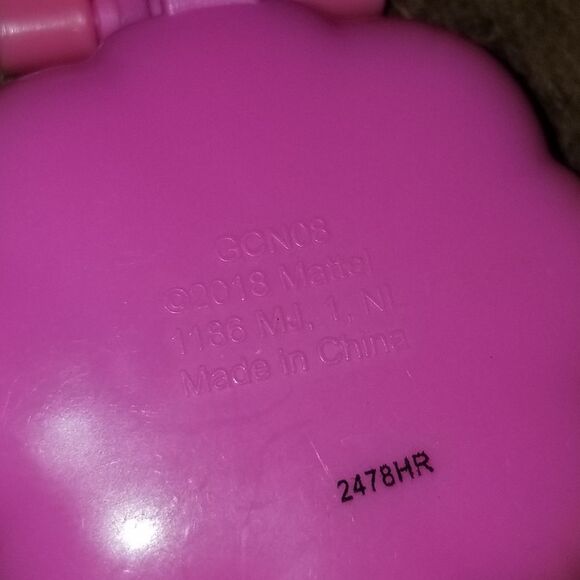 GCN08
©2018 Mattel
1186 MJ, 1, NL
Made in China
2478HR